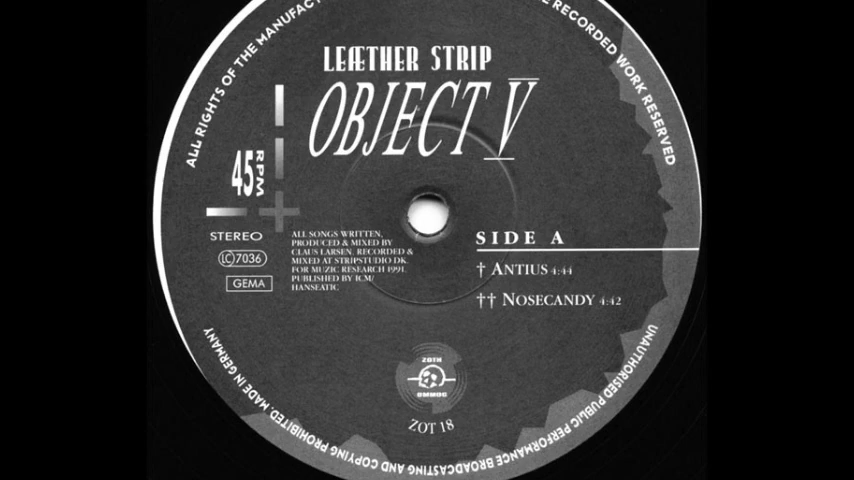 LEÆTHER STRIP
OBJECT V
45 RPM
STEREO
LC 7036
GEMA
ALL SONGS WRITTEN,
PRODUCED & MIXED BY
CLAUS LARSEN. RECORDED &
MIXED AT STRIPSTUDIO DK.
FOR MUZIC RESEARCH 1991.
PUBLISHED BY ICM/
HANSEATIC
SIDE A
† ANTIUS 4:44
†† NOSECANDY 4:42
ZOTH
OMMOG
ZOT 18
ALL RIGHTS OF THE MANUFACT
E RECORDED WORK RESERVED
UNAUTHORISED PUBLIC PERFORMANCE BROADCASTING AND COPYING PROHIBITED. MADE IN GERMANY